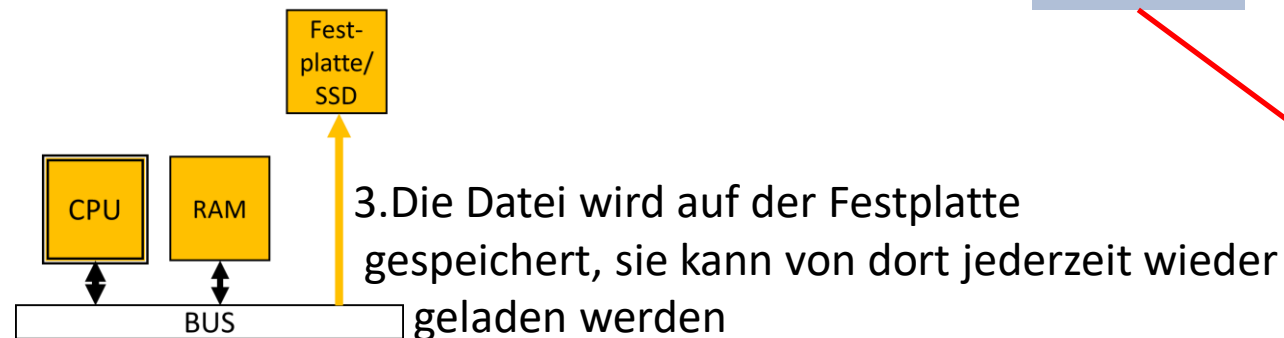 Fest-
platte/
SSD
CPU
RAM
3.Die Datei wird auf der Festplatte
gespeichert, sie kann von dort jederzeit wieder
geladen werden
BUS